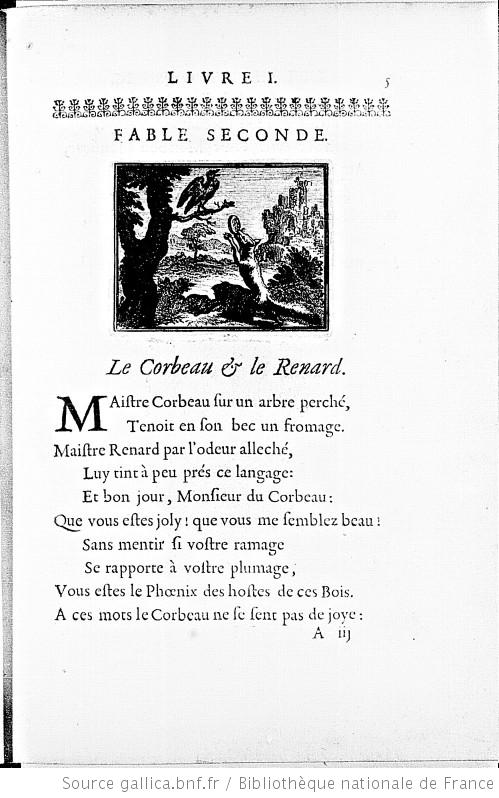 LIVRE I. 5
FABLE SECONDE.
Le Corbeau & le Renard.
MAiſtre Corbeau ſur un arbre perché,
Tenoit en ſon bec un fromage.
Maiſtre Renard par l'odeur alleché,
Luy tint à peu prés ce langage:
Et bon jour, Monſieur du Corbeau:
Que vous eſtes joly! que vous me ſemblez beau!
Sans mentir ſi voſtre ramage
Se rapporte à voſtre plumage,
Vous eſtes le Phœnix des hoſtes de ces Bois.
A ces mots le Corbeau ne ſe ſent pas de joye:
A iij
Source gallica.bnf.fr / Bibliothèque nationale de France